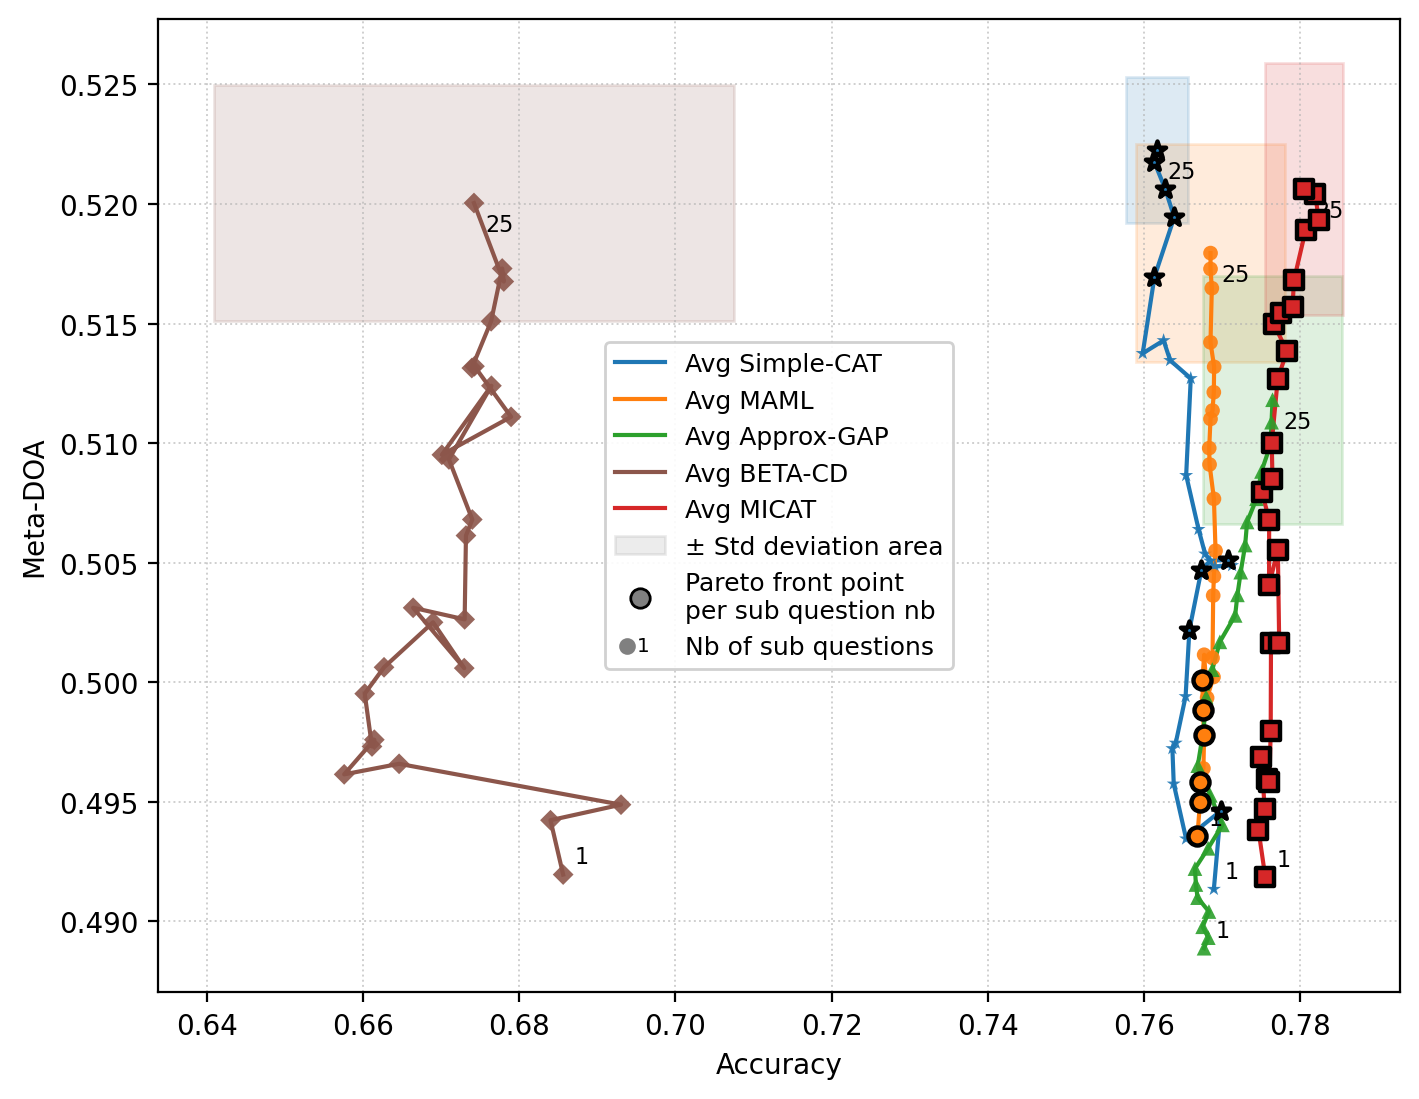 0.525
0.520
0.515
0.510
0.505
0.500
0.495
0.490
Meta-DOA
25
25
25
25
25
Avg Simple-CAT
Avg MAML
Avg Approx-GAP
Avg BETA-CD
Avg MICAT
± Std deviation area
Pareto front point
per sub question nb
1 Nb of sub questions
1
1
1
1
1
0.64 0.66 0.68 0.70 0.72 0.74 0.76 0.78
Accuracy